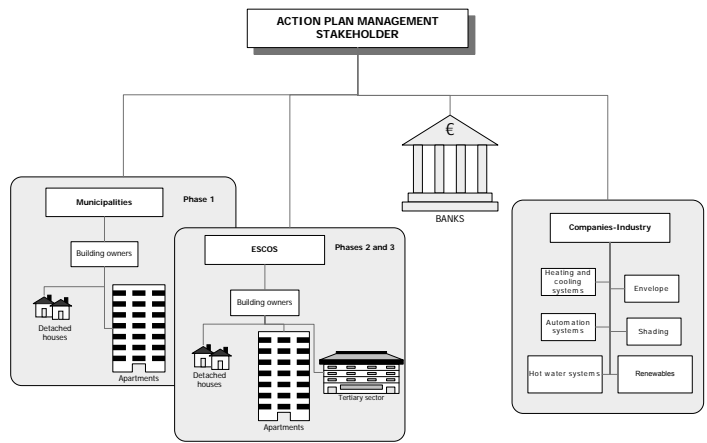 ACTION PLAN MANAGEMENT
STAKEHOLDER
€
BANKS
Municipalities
Phase 1
Building owners
Detached
houses
Apartments
ESCOS
Phases 2 and 3
Building owners
Detached
houses
Apartments
Tertiary sector
Companies-Industry
Heating and
cooling
systems
Envelope
Automation
systems
Shading
Hot water systems
Renewables